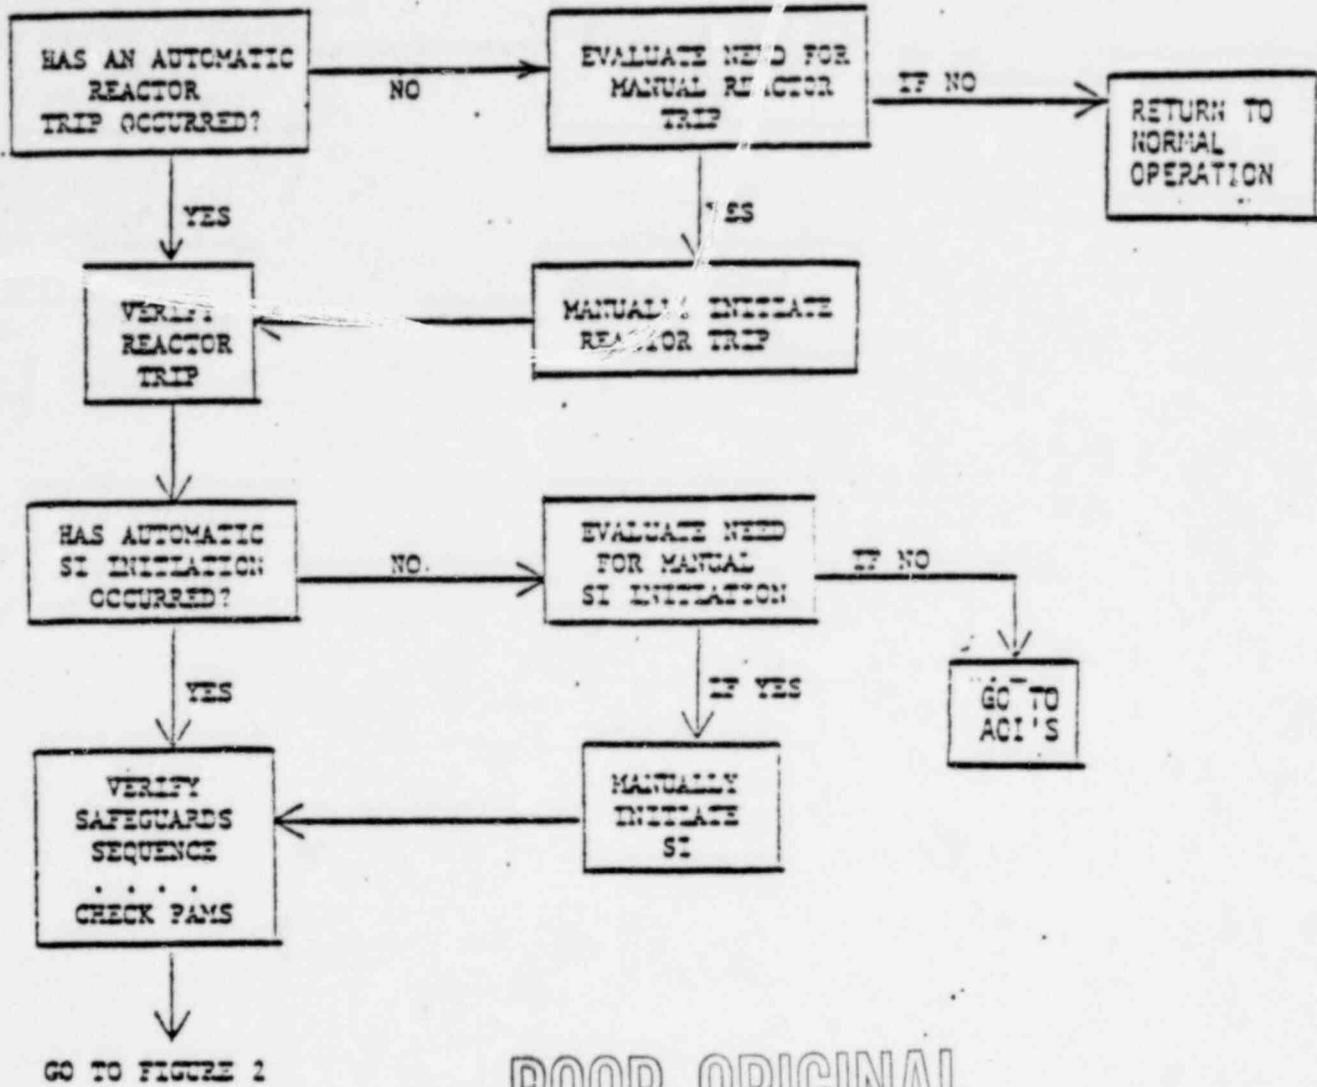 HAS AN AUTOMATIC
REACTOR
TRIP OCCURRED?
NO
EVALUATE NEED FOR
MANUAL REACTOR
TRIP
IF NO
RETURN TO
NORMAL
OPERATION
YES
YES
VERIFY
REACTOR
TRIP
MANUALLY INITIATE
REACTOR TRIP
HAS AUTOMATIC
SI INITIATION
OCCURRED?
NO
EVALUATE NEED
FOR MANUAL
SI INITIATION
IF NO
YES
IF YES
GO TO
AOI'S
VERIFY
SAFEGUARDS
SEQUENCE
. . . .
CHECK PAMS
MANUALLY
INITIATE
SI
GO TO FIGURE 2
POOR ORIGINAL